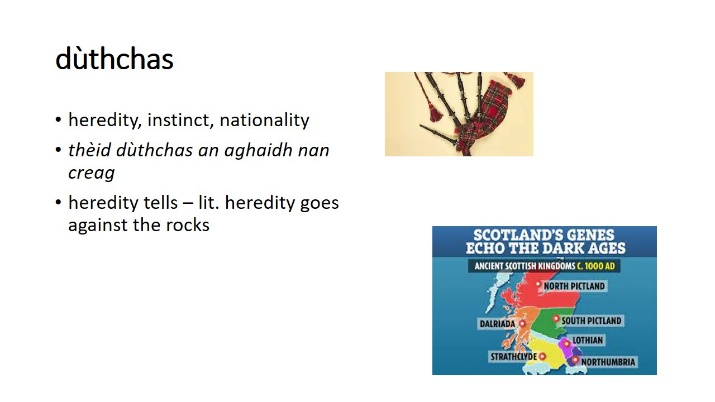 dùthchas
• heredity, instinct, nationality
• thèid dùthchas an aghaidh nan
creag
• heredity tells – lit. heredity goes
against the rocks
SCOTLAND'S GENES
ECHO THE DARK AGES
ANCIENT SCOTTISH KINGDOMS C. 1000 AD
NORTH PICTLAND
SOUTH PICTLAND
DALRIADA
LOTHIAN
STRATHCLYDE
NORTHUMBRIA